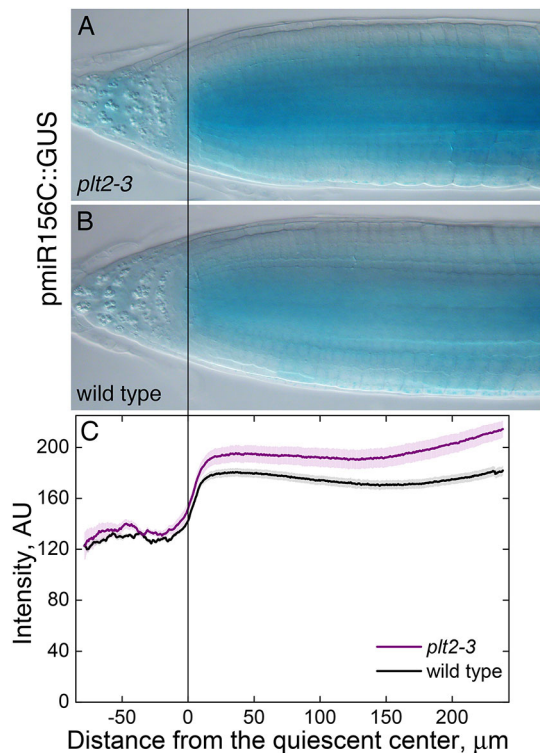 A
pmiR156C::GUS
plt2-3
B
wild type
C
Intensity, AU
200
160
120
80
40
0
plt2-3
wild type
-50 0 50 100 150 200
Distance from the quiescent center, μm